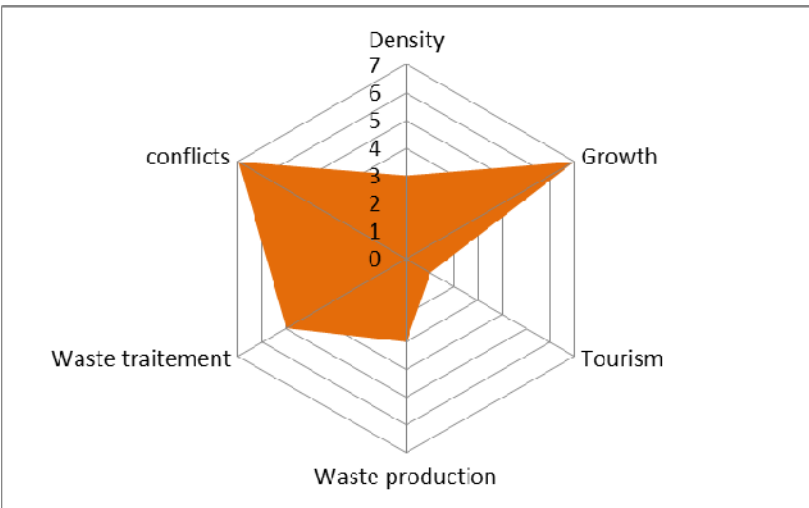 Density
7
6
5
4
3
2
1
0
conflicts
Growth
Waste traitement
Tourism
Waste production